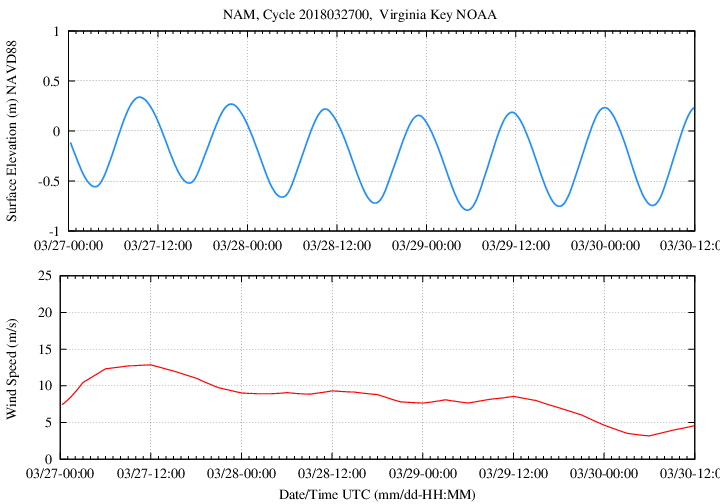 NAM, Cycle 2018032700, Virginia Key NOAA
Surface Elevation (m) NAVD88
1
0.5
0
-0.5
-1
03/27-00:00 03/27-12:00 03/28-00:00 03/28-12:00 03/29-00:00 03/29-12:00 03/30-00:00 03/30-12:0
Wind Speed (m/s)
25
20
15
10
5
0
03/27-00:00 03/27-12:00 03/28-00:00 03/28-12:00 03/29-00:00 03/29-12:00 03/30-00:00 03/30-12:0
Date/Time UTC (mm/dd-HH:MM)